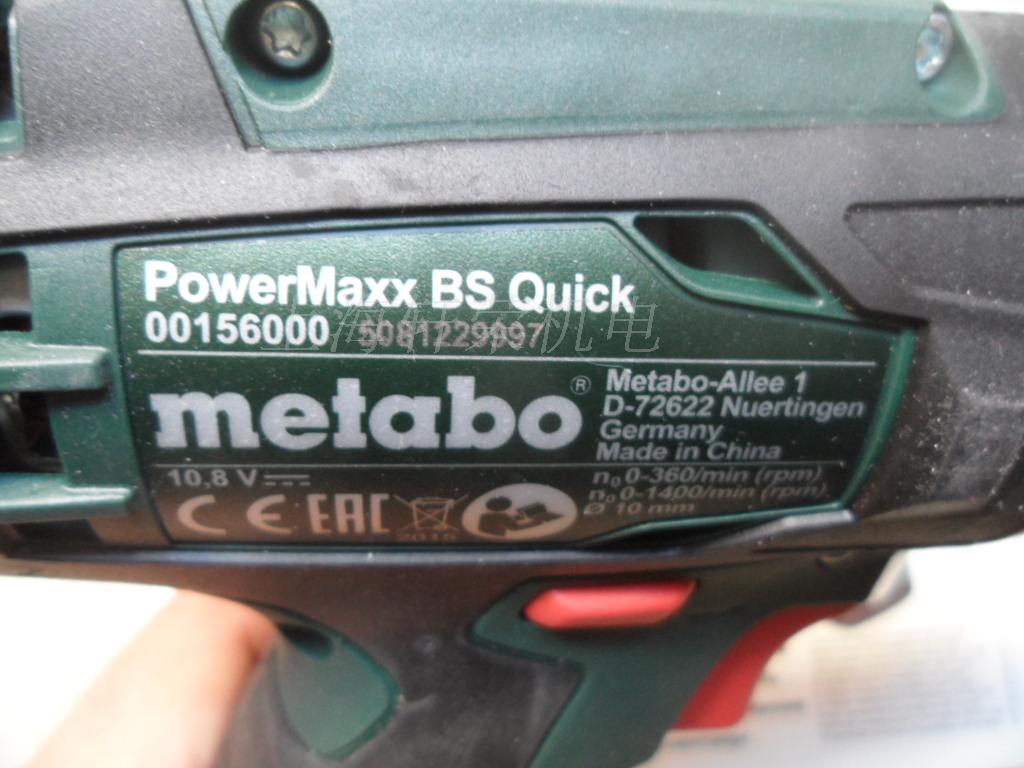 PowerMaxx BS Quick
00156000 5081229997
metabo®
Metabo-Allee 1
D-72622 Nuertingen
Germany
Made in China
10,8 V
n₀ 0-360/min (rpm)
n₀ 0-1400/min (rpm)
Ø 10 mm
CE EAC
2015